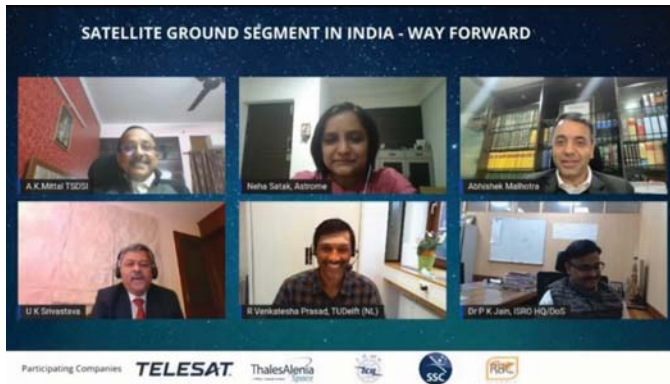 SATELLITE GROUND SEGMENT IN INDIA - WAY FORWARD
A.K.Mittal TSDSI
Neha Satak, Astrome
Abhishek Malhotra
U K Srivastava
R Venkatesha Prasad, TUDelft (NL)
Dr P K Jain, ISRO HQ/DoS
Participating Companies
TELESAT
ThalesAlenia
Space
SSC